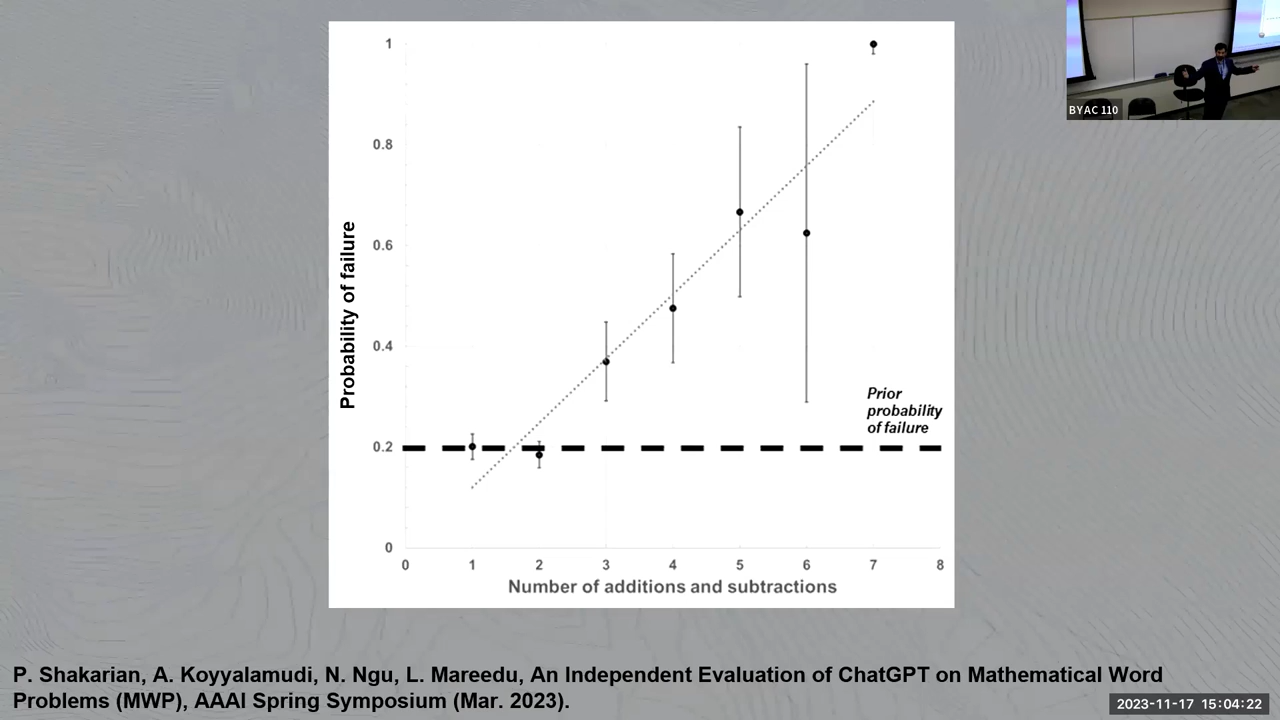 BYAC 110
1
0.8
0.6
0.4
0.2
0
Probability of failure
Prior
probability
of failure
0 1 2 3 4 5 6 7 8
Number of additions and subtractions
P. Shakarian, A. Koyyalamudi, N. Ngu, L. Mareedu, An Independent Evaluation of ChatGPT on Mathematical Word
Problems (MWP), AAAI Spring Symposium (Mar. 2023).
2023-11-17 15:04:22